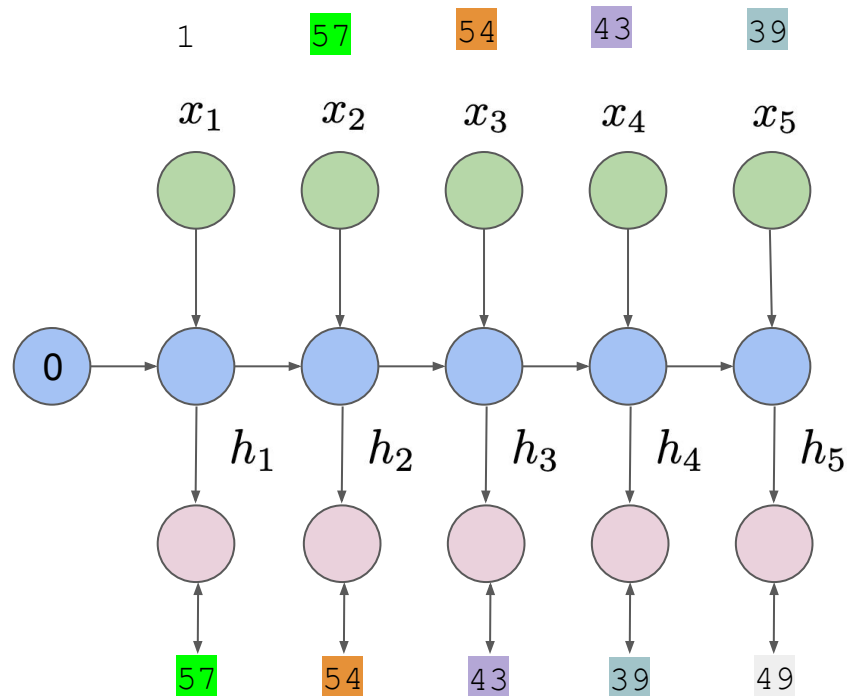 1 57 54 43 39
x₁ x₂ x₃ x₄ x₅
0
h₁ h₂ h₃ h₄ h₅
57 54 43 39 49